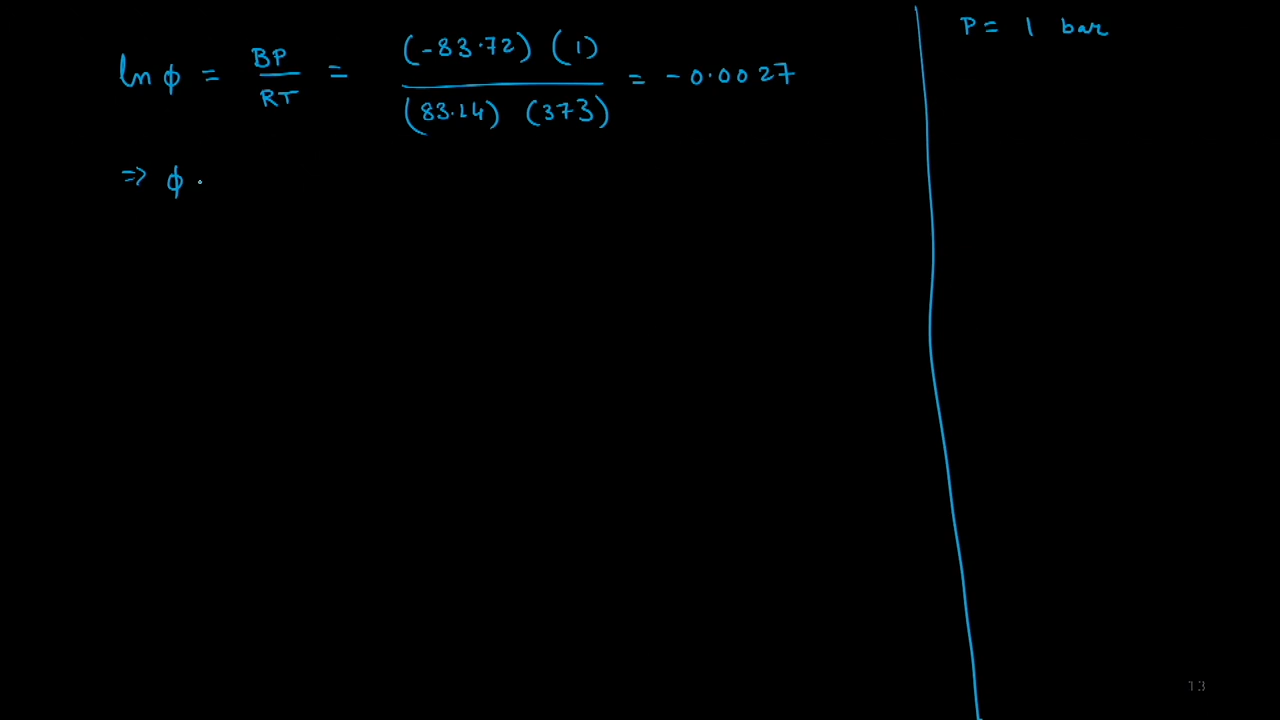 ln φ = BP/RT = (-83.72) (1)/(83.14) (373) = -0.0027
⇒ φ
P = 1 bar
13